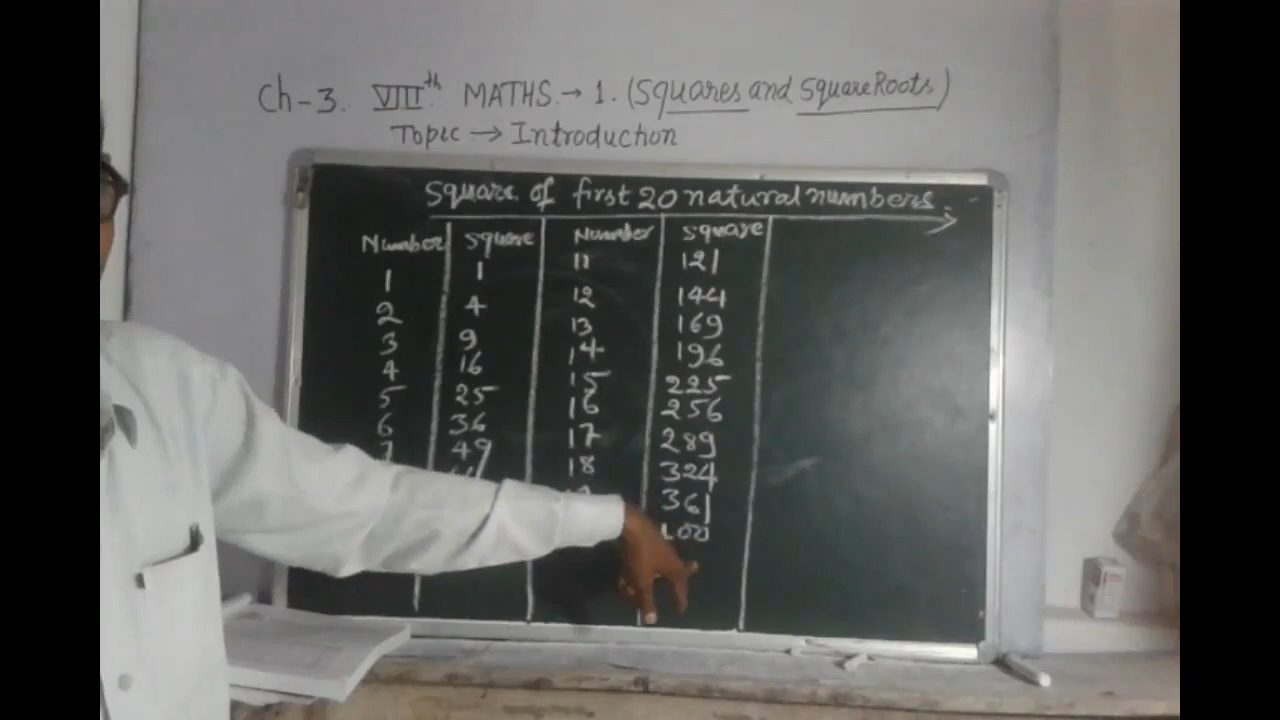 Ch-3. VIIIth. MATHS.→ 1. (Squares and Square Roots)
Topic → Introduction
Square of first 20 natural numbers.
Number Square Number Square
1 1 11 121
2 4 12 144
3 9 13 169
4 16 14 196
5 25 15 225
6 36 16 256
7 49 17 289
18 324
361
100